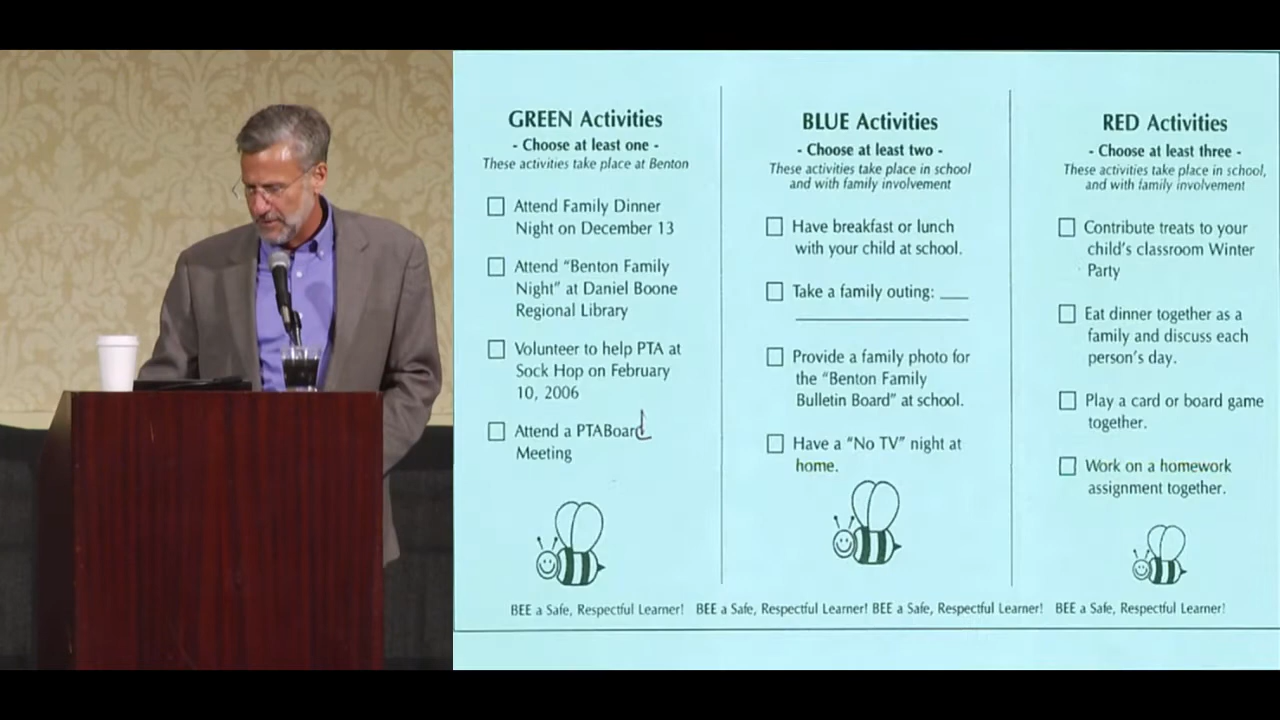 GREEN Activities
- Choose at least one -
These activities take place at Benton
Attend Family Dinner
Night on December 13
Attend “Benton Family
Night” at Daniel Boone
Regional Library
Volunteer to help PTA at
Sock Hop on February
10, 2006
Attend a PTABoard
Meeting
BLUE Activities
- Choose at least two -
These activities take place in school
and with family involvement
Have breakfast or lunch
with your child at school.
Take a family outing: ___
Provide a family photo for
the “Benton Family
Bulletin Board” at school.
Have a “No TV” night at
home.
RED Activities
- Choose at least three -
These activities take place in school,
and with family involvement
Contribute treats to your
child's classroom Winter
Party
Eat dinner together as a
family and discuss each
person's day.
Play a card or board game
together.
Work on a homework
assignment together.
BEE a Safe, Respectful Learner! BEE a Safe, Respectful Learner! BEE a Safe, Respectful Learner! BEE a Safe, Respectful Learner!